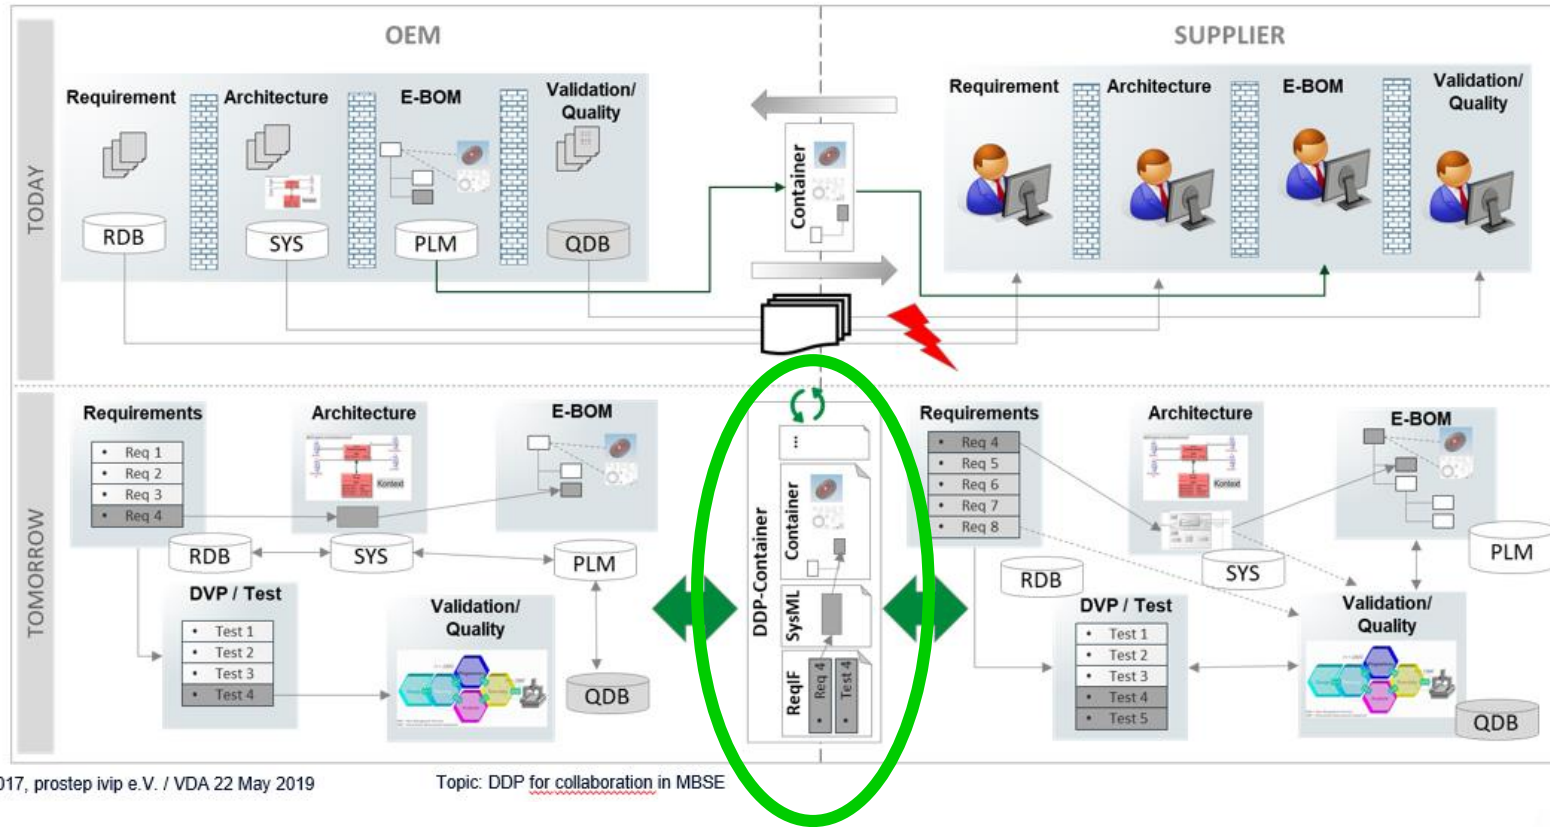 OEM
SUPPLIER
TODAY
Requirement
Architecture
E-BOM
Validation/
Quality
RDB
SYS
PLM
QDB
Container
Requirement
Architecture
E-BOM
Validation/
Quality
TOMORROW
Requirements
• Req 1
• Req 2
• Req 3
• Req 4
Architecture
Kontext
E-BOM
RDB
SYS
PLM
DVP / Test
• Test 1
• Test 2
• Test 3
• Test 4
Validation/
Quality
QDB
DDP-Container
...
Container
SysML
ReqIF
• Req 4
• Test 4
Requirements
• Req 4
• Req 5
• Req 6
• Req 7
• Req 8
Architecture
Kontext
E-BOM
PLM
RDB
SYS
DVP / Test
• Test 1
• Test 2
• Test 3
• Test 4
• Test 5
Validation/
Quality
QDB
017, prostep ivip e.V. / VDA 22 May 2019
Topic: DDP for collaboration in MBSE